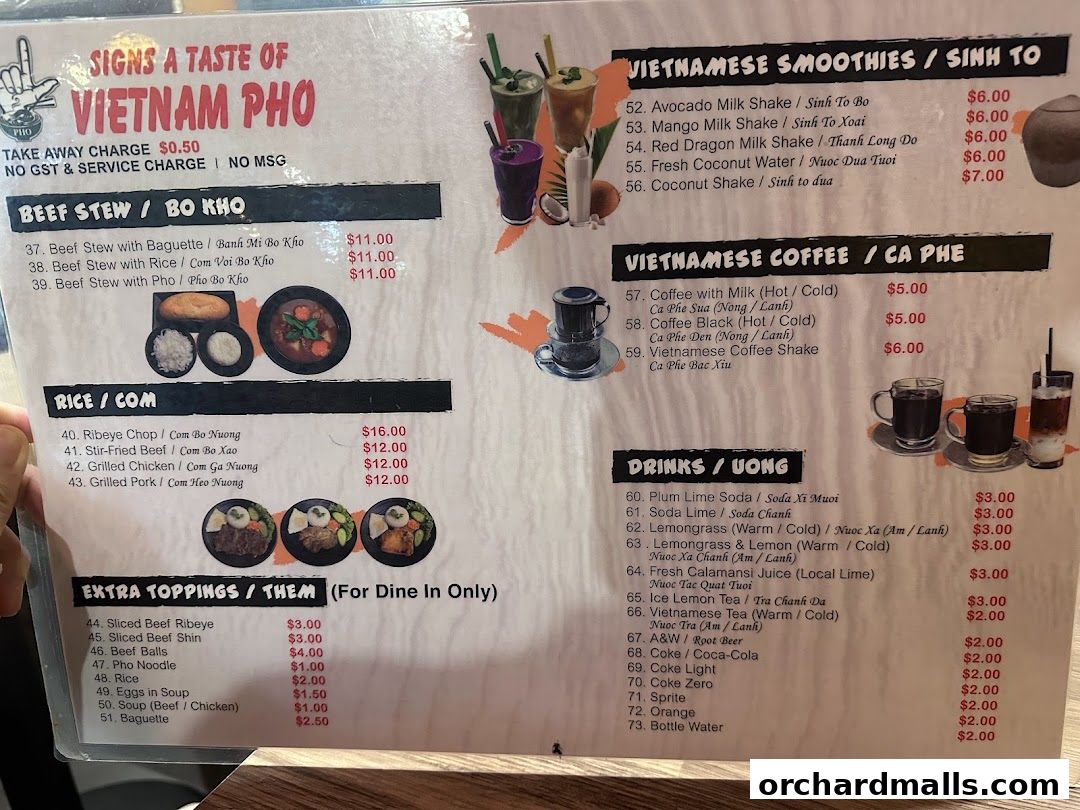 SIGNS A TASTE OF
VIETNAM PHO
PHO
TAKE AWAY CHARGE $0.50
NO GST & SERVICE CHARGE | NO MSG
BEEF STEW / BO KHO
37. Beef Stew with Baguette / Banh Mi Bo Kho $11.00
38. Beef Stew with Rice / Com Voi Bo Kho $11.00
39. Beef Stew with Pho / Pho Bo Kho $11.00
RICE / COM
40. Ribeye Chop / Com Bo Nuong $16.00
41. Stir-Fried Beef / Com Bo Xao $12.00
42. Grilled Chicken / Com Ga Nuong $12.00
43. Grilled Pork / Com Heo Nuong $12.00
EXTRA TOPPINGS / THEM (For Dine In Only)
44. Sliced Beef Ribeye $3.00
45. Sliced Beef Shin $3.00
46. Beef Balls $4.00
47. Pho Noodle $1.00
48. Rice $2.00
49. Eggs in Soup $1.50
50. Soup (Beef / Chicken) $1.00
51. Baguette $2.50
VIETNAMESE SMOOTHIES / SINH TO
52. Avocado Milk Shake / Sinh To Bo $6.00
53. Mango Milk Shake / Sinh To Xoai $6.00
54. Red Dragon Milk Shake / Thanh Long Do $6.00
55. Fresh Coconut Water / Nuoc Dua Tuoi $6.00
56. Coconut Shake / Sinh to dua $7.00
VIETNAMESE COFFEE / CA PHE
57. Coffee with Milk (Hot / Cold) $5.00
Ca Phe Sua (Nong / Lanh)
58. Coffee Black (Hot / Cold) $5.00
Ca Phe Den (Nong / Lanh)
59. Vietnamese Coffee Shake $6.00
Ca Phe Bac Xiu
DRINKS / UONG
60. Plum Lime Soda / Soda Xi Muoi $3.00
61. Soda Lime / Soda Chanh $3.00
62. Lemongrass (Warm / Cold) / Nuoc Xa (Am / Lanh) $3.00
63 . Lemongrass & Lemon (Warm / Cold) $3.00
Nuoc Xa Chanh (Am / Lanh)
64. Fresh Calamansi Juice (Local Lime) $3.00
Nuoc Tac Quat Tuoi
65. Ice Lemon Tea / Tra Chanh Da $3.00
66. Vietnamese Tea (Warm / Cold) $2.00
Nuoc Tra (Am / Lanh)
67. A&W / Root Beer $2.00
68. Coke / Coca-Cola $2.00
69. Coke Light $2.00
70. Coke Zero $2.00
71. Sprite $2.00
72. Orange $2.00
73. Bottle Water $2.00
orchardmalls.com